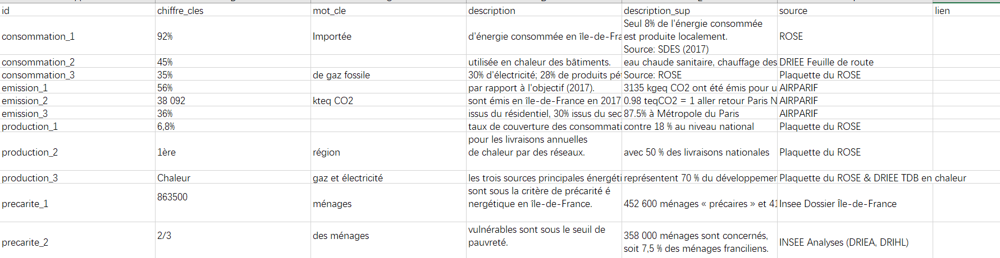 id chiffre_cles mot_cle description description_sup source lien
consommation_1 92% Importée d'énergie consommée en île-de-Fra Seul 8% de l'énergie consommée
est produite localement.
Source: SDES (2017) ROSE
consommation_2 45% utilisée en chaleur des bâtiments. eau chaude sanitaire, chauffage des DRIEE Feuille de route
consommation_3 35% de gaz fossile 30% d'électricité; 28% de produits pét Source: ROSE Plaquette du ROSE
emission_1 56% par rapport à l'objectif (2017). 3135 kgeq CO2 ont été émis pour u AIRPARIF
emission_2 38 092 kteq CO2 sont émis en île-de-France en 2017 0.98 teqCO2 = 1 aller retour Paris N AIRPARIF
emission_3 36% issus du résidentiel, 30% issus du sec 87.5% à Métropole du Paris AIRPARIF
production_1 6,8% taux de couverture des consommati contre 18 % au niveau national Plaquette du ROSE
production_2 1ère région pour les livraisons annuelles
de chaleur par des réseaux. avec 50 % des livraisons nationales Plaquette du ROSE
production_3 Chaleur gaz et électricité les trois sources principales énergéti représentent 70 % du développemer Plaquette du ROSE & DRIEE TDB en chaleur
precarite_1 863500 ménages sont sous la critère de précarité é
nergétique en île-de-France. 452 600 ménages « précaires » et 41 Insee Dossier Île-de-France
precarite_2 2/3 des ménages vulnérables sont sous le seuil de
pauvreté. 358 000 ménages sont concernés,
soit 7,5 % des ménages franciliens. INSEE Analyses (DRIEA, DRIHL)